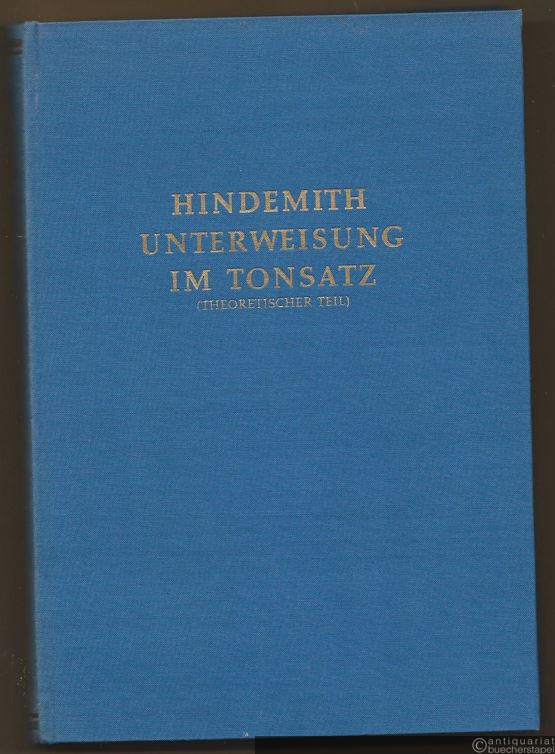 HINDEMITH
UNTERWEISUNG
IM TONSATZ
(THEORETISCHER TEIL)
©antiquariat
buecherstapel